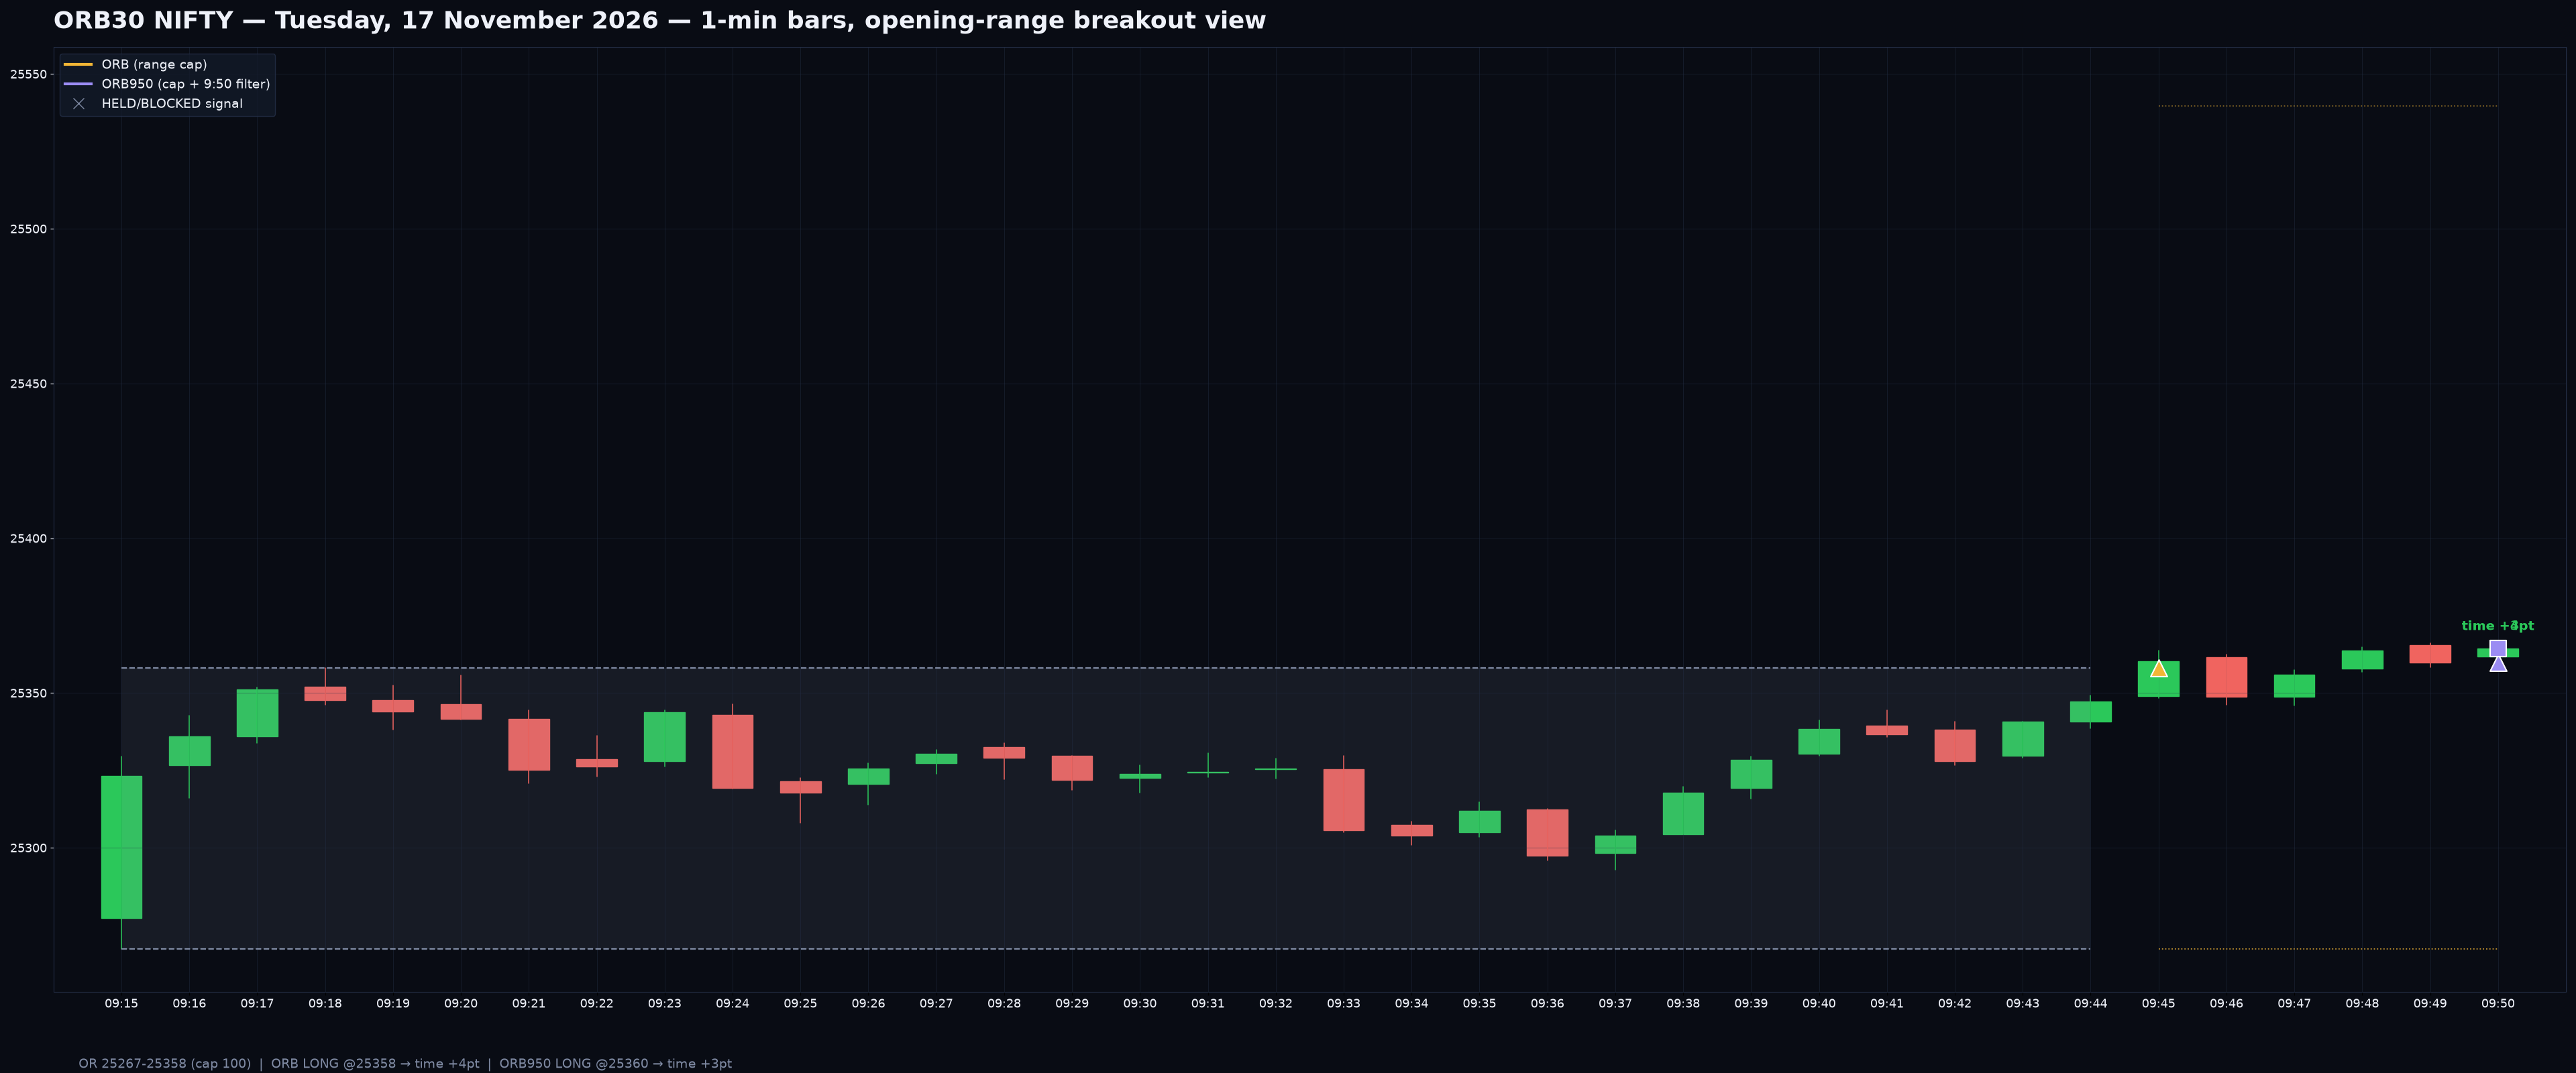 ORB30 NIFTY — Tuesday, 17 November 2026 — 1-min bars, opening-range breakout view
ORB (range cap)
ORB950 (cap + 9:50 filter)
HELD/BLOCKED signal
25550
25500
25450
25400
25350
25300
time
09:15 09:16 09:17 09:18 09:19 09:20 09:21 09:22 09:23 09:24 09:25 09:26 09:27 09:28 09:29 09:30 09:31 09:32 09:33 09:34 09:35 09:36 09:37 09:38 09:39 09:40 09:41 09:42 09:43 09:44 09:45 09:46 09:47 09:48 09:49 09:50
OR 25267-25358 (cap 100) | ORB LONG @25358 → time +4pt | ORB950 LONG @25360 → time +3pt